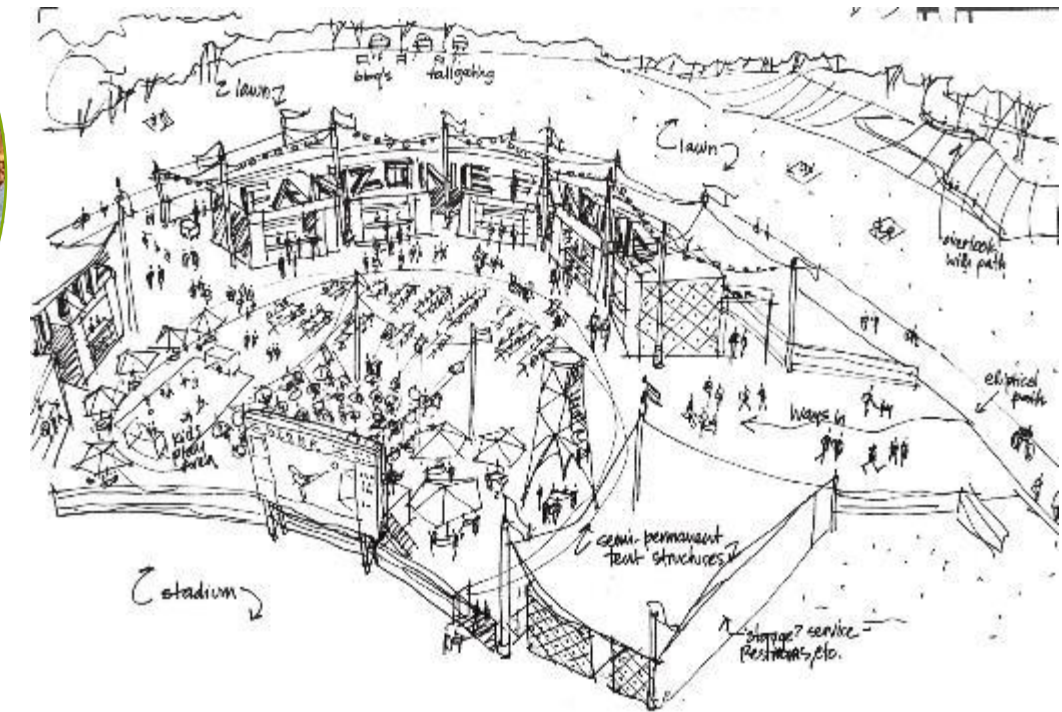 bbq's
tailgating
lawn
lawn
FANZONE
overlook
with path
eliptical
path
ways in
kids
play
area
semi-permanent
tent structures
stadium
"storage? service
Restrooms, etc.